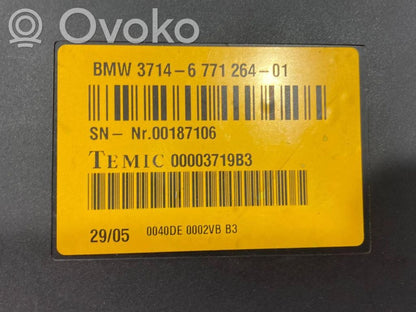 Ovoko
BMW 3714-6 771 264-01
SN- Nr.00187106
TEMIC 00003719B3
29/05 0040DE 0002VB B3